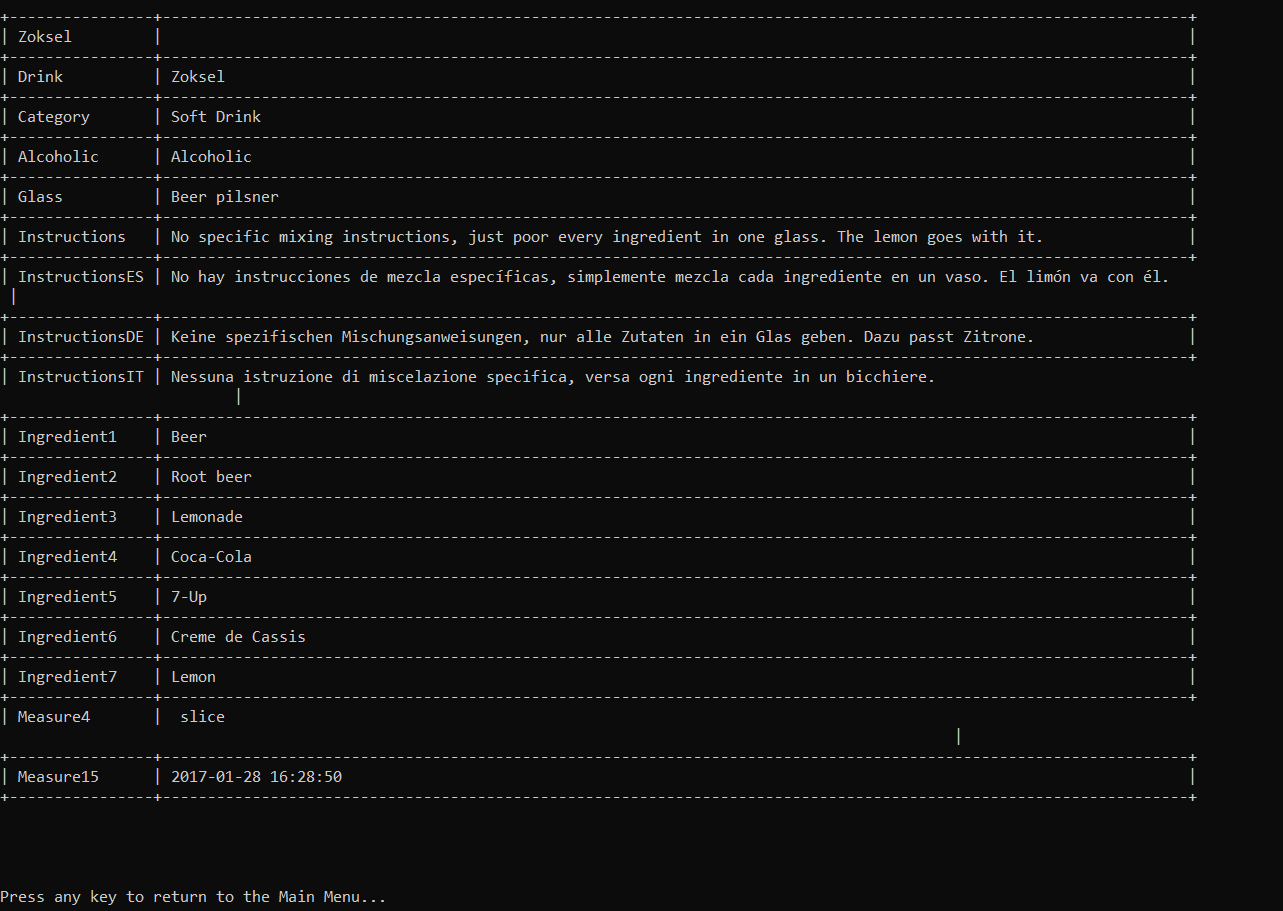 Zoksel
Drink | Zoksel
Category | Soft Drink
Alcoholic | Alcoholic
Glass | Beer pilsner
Instructions | No specific mixing instructions, just poor every ingredient in one glass. The lemon goes with it.
InstructionsES | No hay instrucciones de mezcla específicas, simplemente mezcla cada ingrediente en un vaso. El limón va con él.
InstructionsDE | Keine spezifischen Mischungsanweisungen, nur alle Zutaten in ein Glas geben. Dazu passt Zitrone.
InstructionsIT | Nessuna istruzione di miscelazione specifica, versa ogni ingrediente in un bicchiere.
Ingredient1 | Beer
Ingredient2 | Root beer
Ingredient3 | Lemonade
Ingredient4 | Coca-Cola
Ingredient5 | 7-Up
Ingredient6 | Creme de Cassis
Ingredient7 | Lemon
Measure4 | slice
Measure15 | 2017-01-28 16:28:50
Press any key to return to the Main Menu...